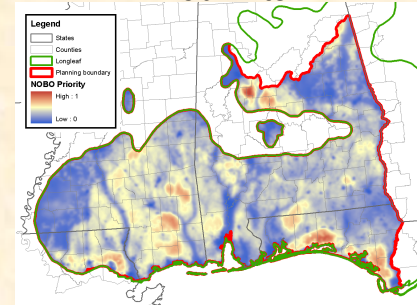 Legend
States
Counties
Longleaf
Planning boundary
NOBO Priority
High : 1
Low : 0